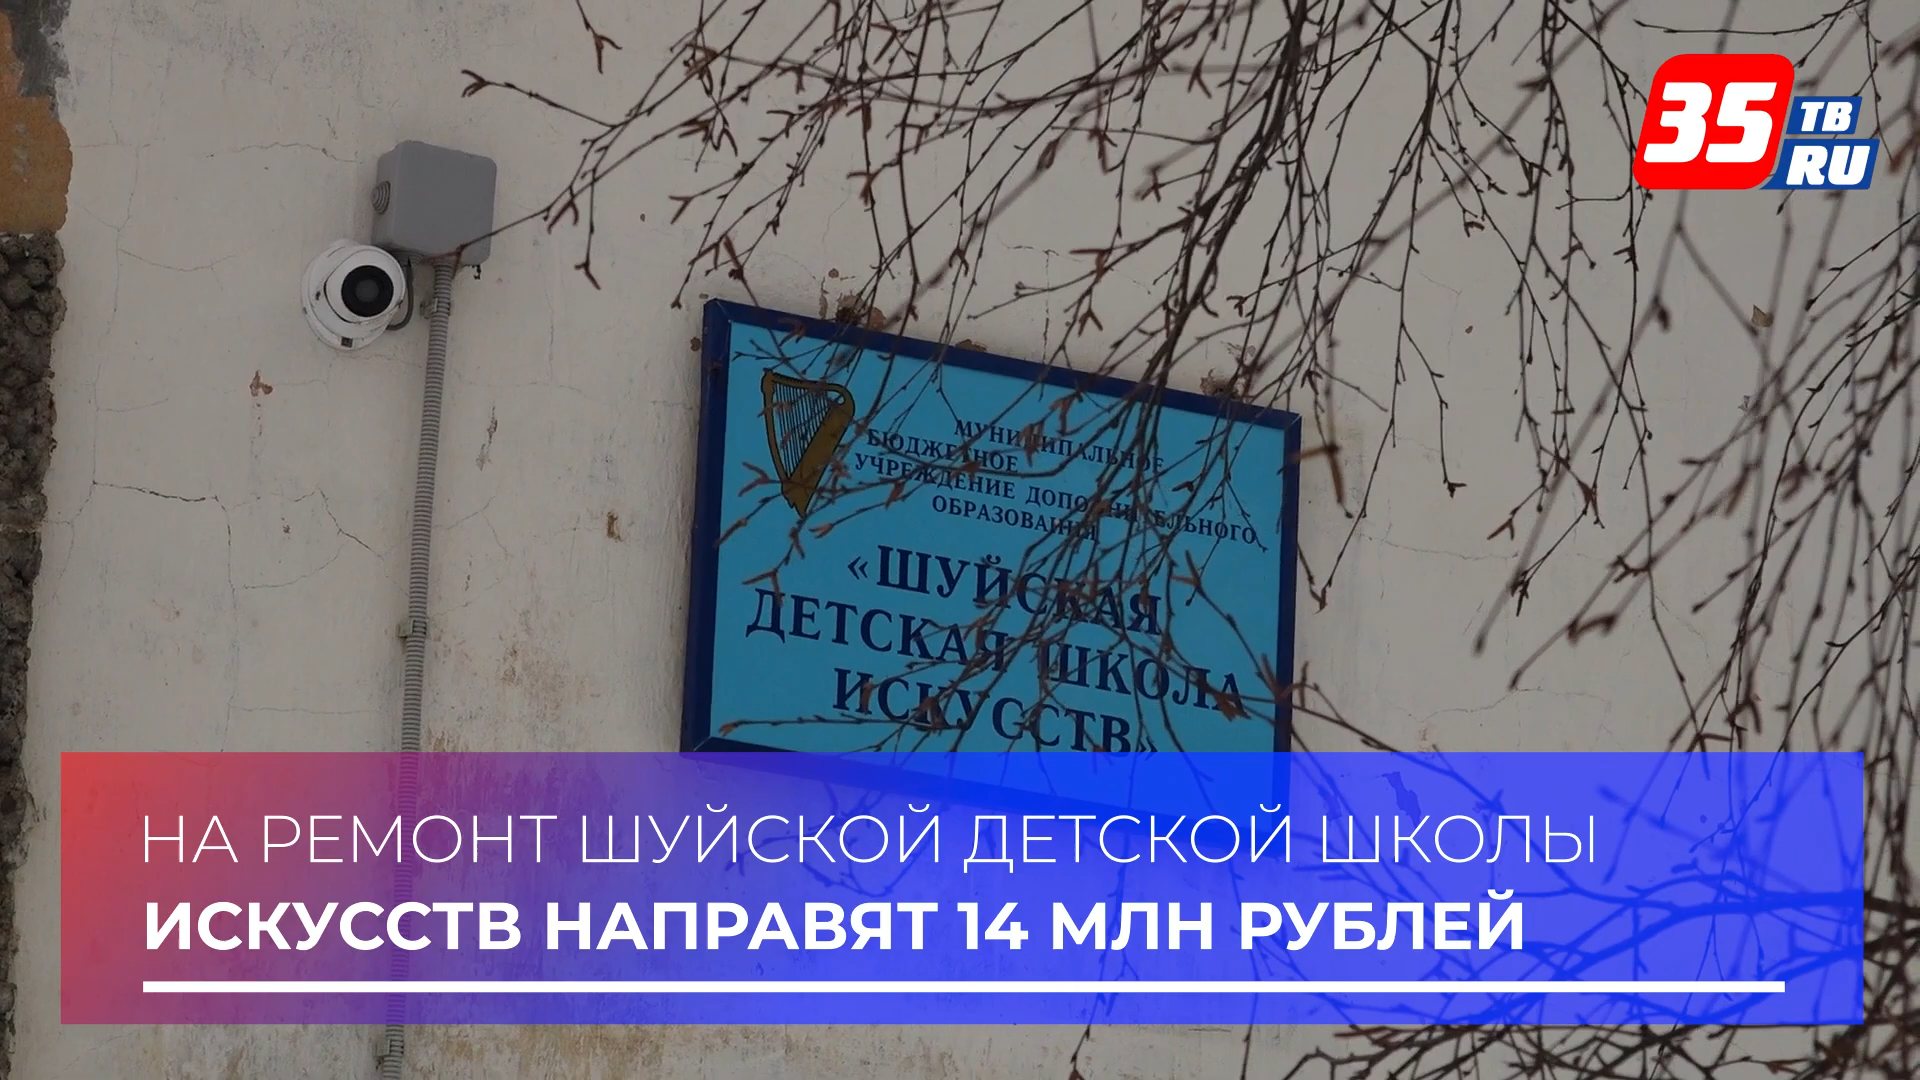 35
ТВ
RU
МУНИЦИПАЛЬНОЕ
БЮДЖЕТНОЕ
УЧРЕЖДЕНИЕ ДОПОЛНИТЕЛЬНОГО
ОБРАЗОВАНИЯ
«ШУЙСКАЯ
ДЕТСКАЯ ШКОЛА
ИСКУССТВ»
НА РЕМОНТ ШУЙСКОЙ ДЕТСКОЙ ШКОЛЫ
ИСКУССТВ НАПРАВЯТ 14 МЛН РУБЛЕЙ